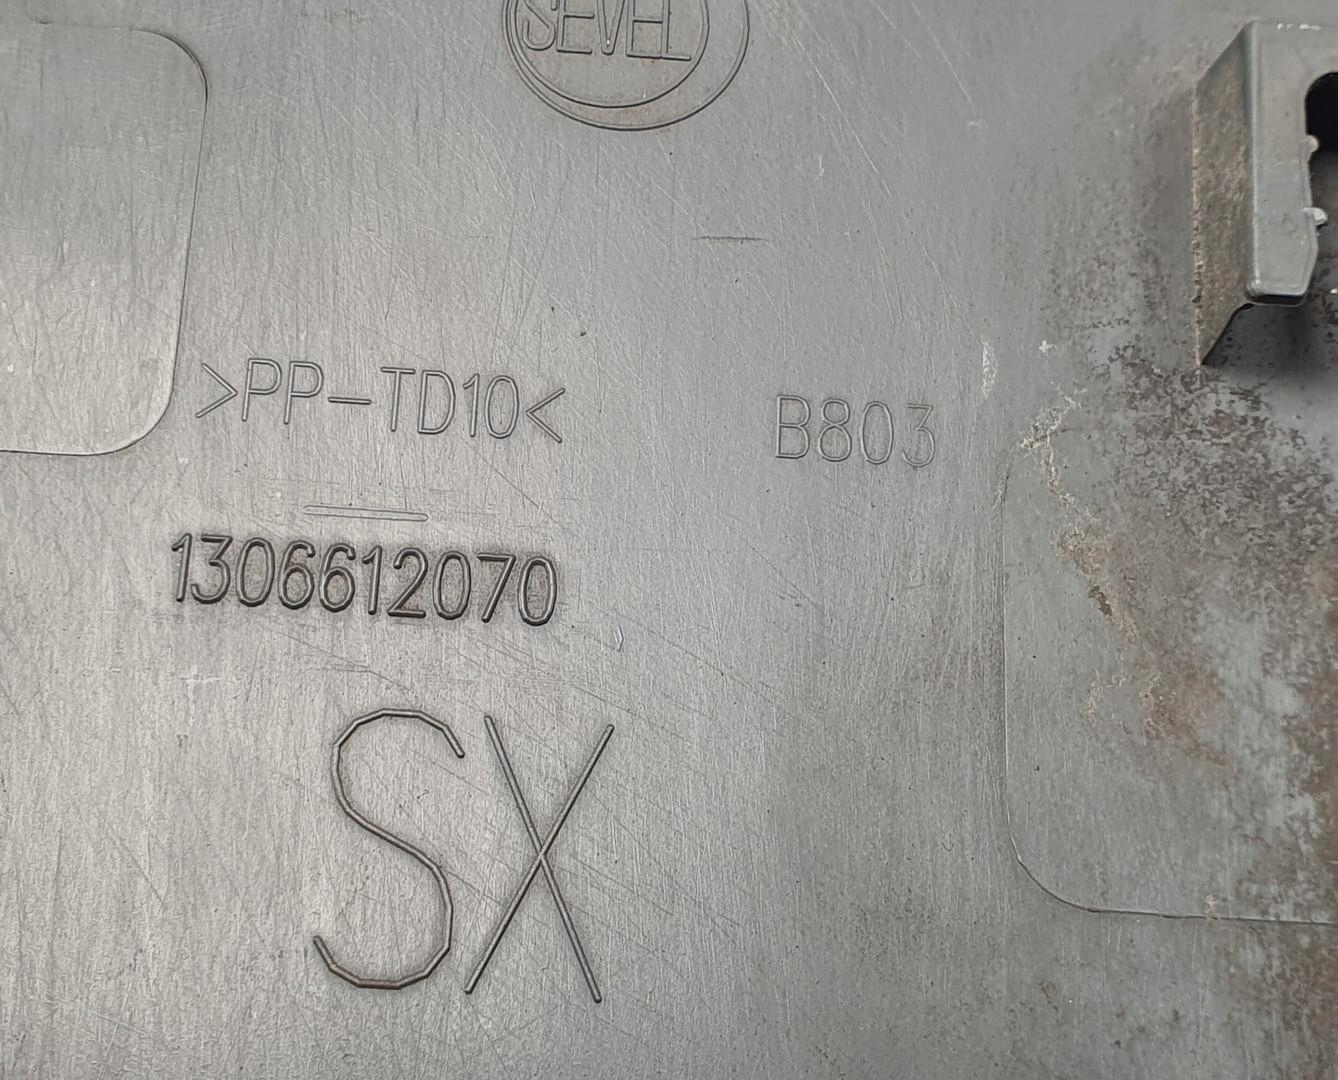 SEVEL
>PP-TD10<
B803
1306612070
SX